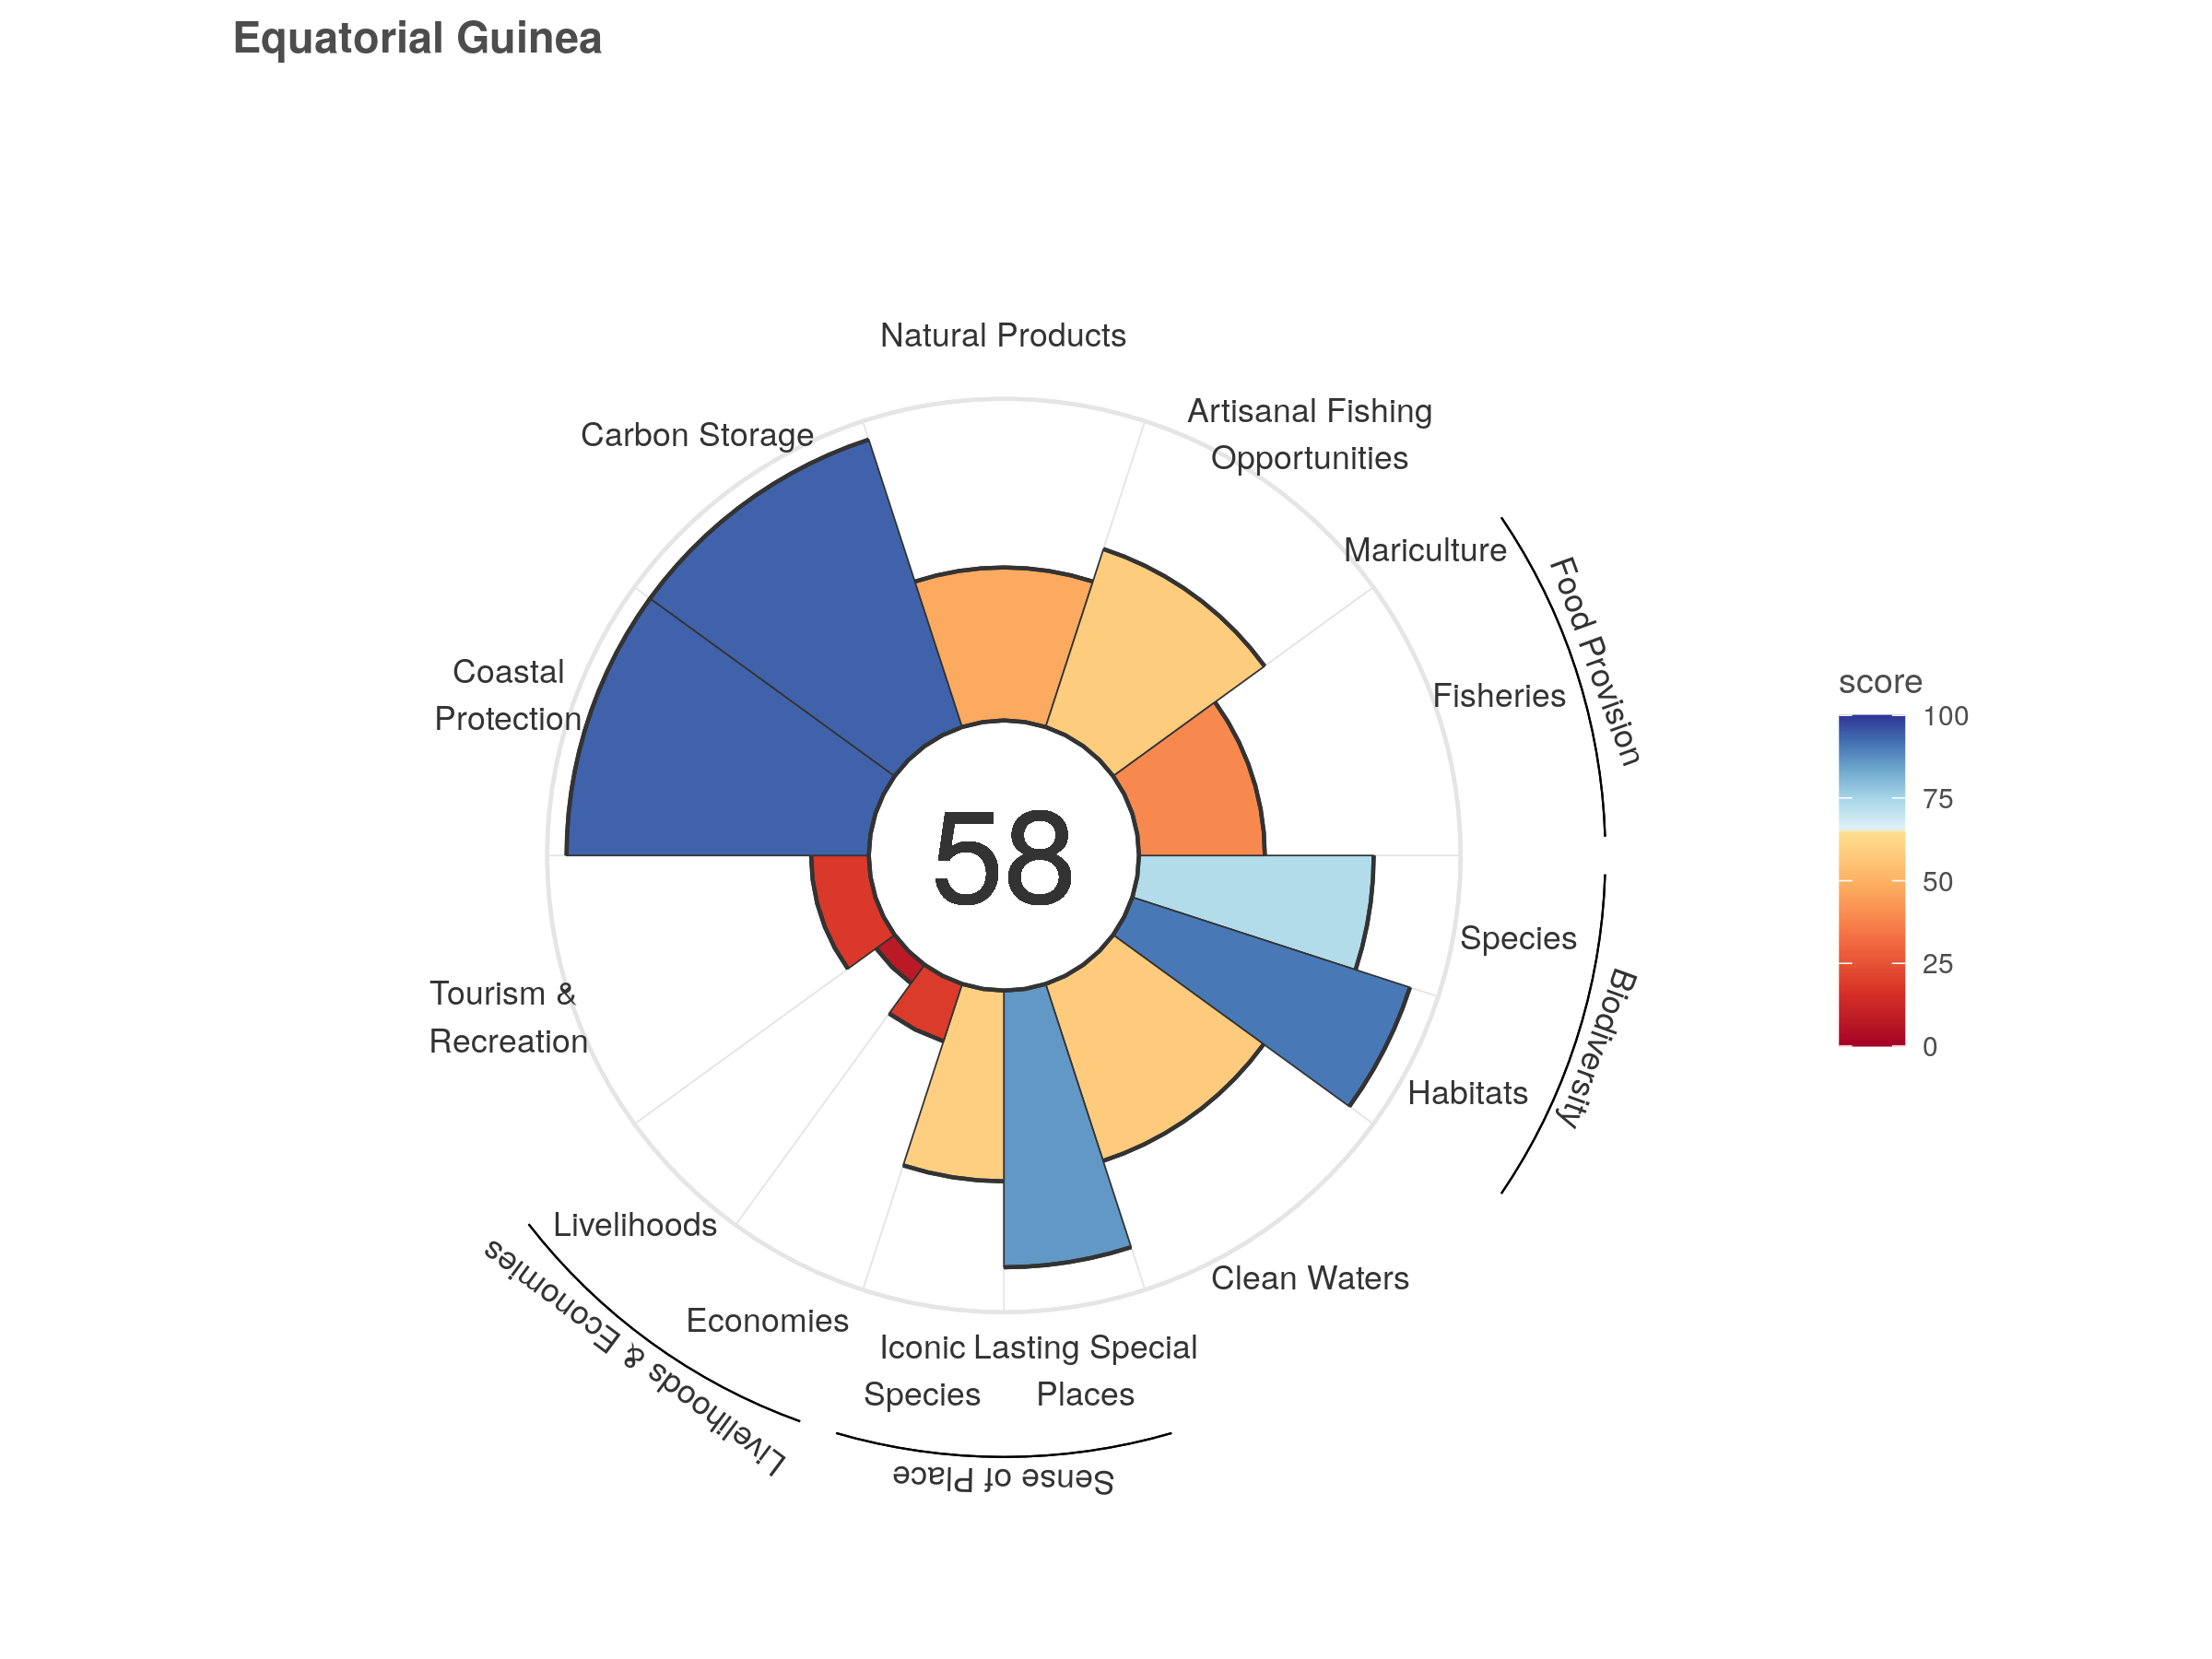 Equatorial Guinea
Natural Products
Artisanal Fishing
Opportunities
Carbon Storage
Mariculture
Food Provision
Fisheries
Coastal
Protection
score
100
75
50
25
0
58
Species
Biodiversity
Habitats
Tourism &
Recreation
Livelihoods
Livelihoods & Economies
Economies
Clean Waters
Iconic
Species
Lasting Special
Places
Sense of Place